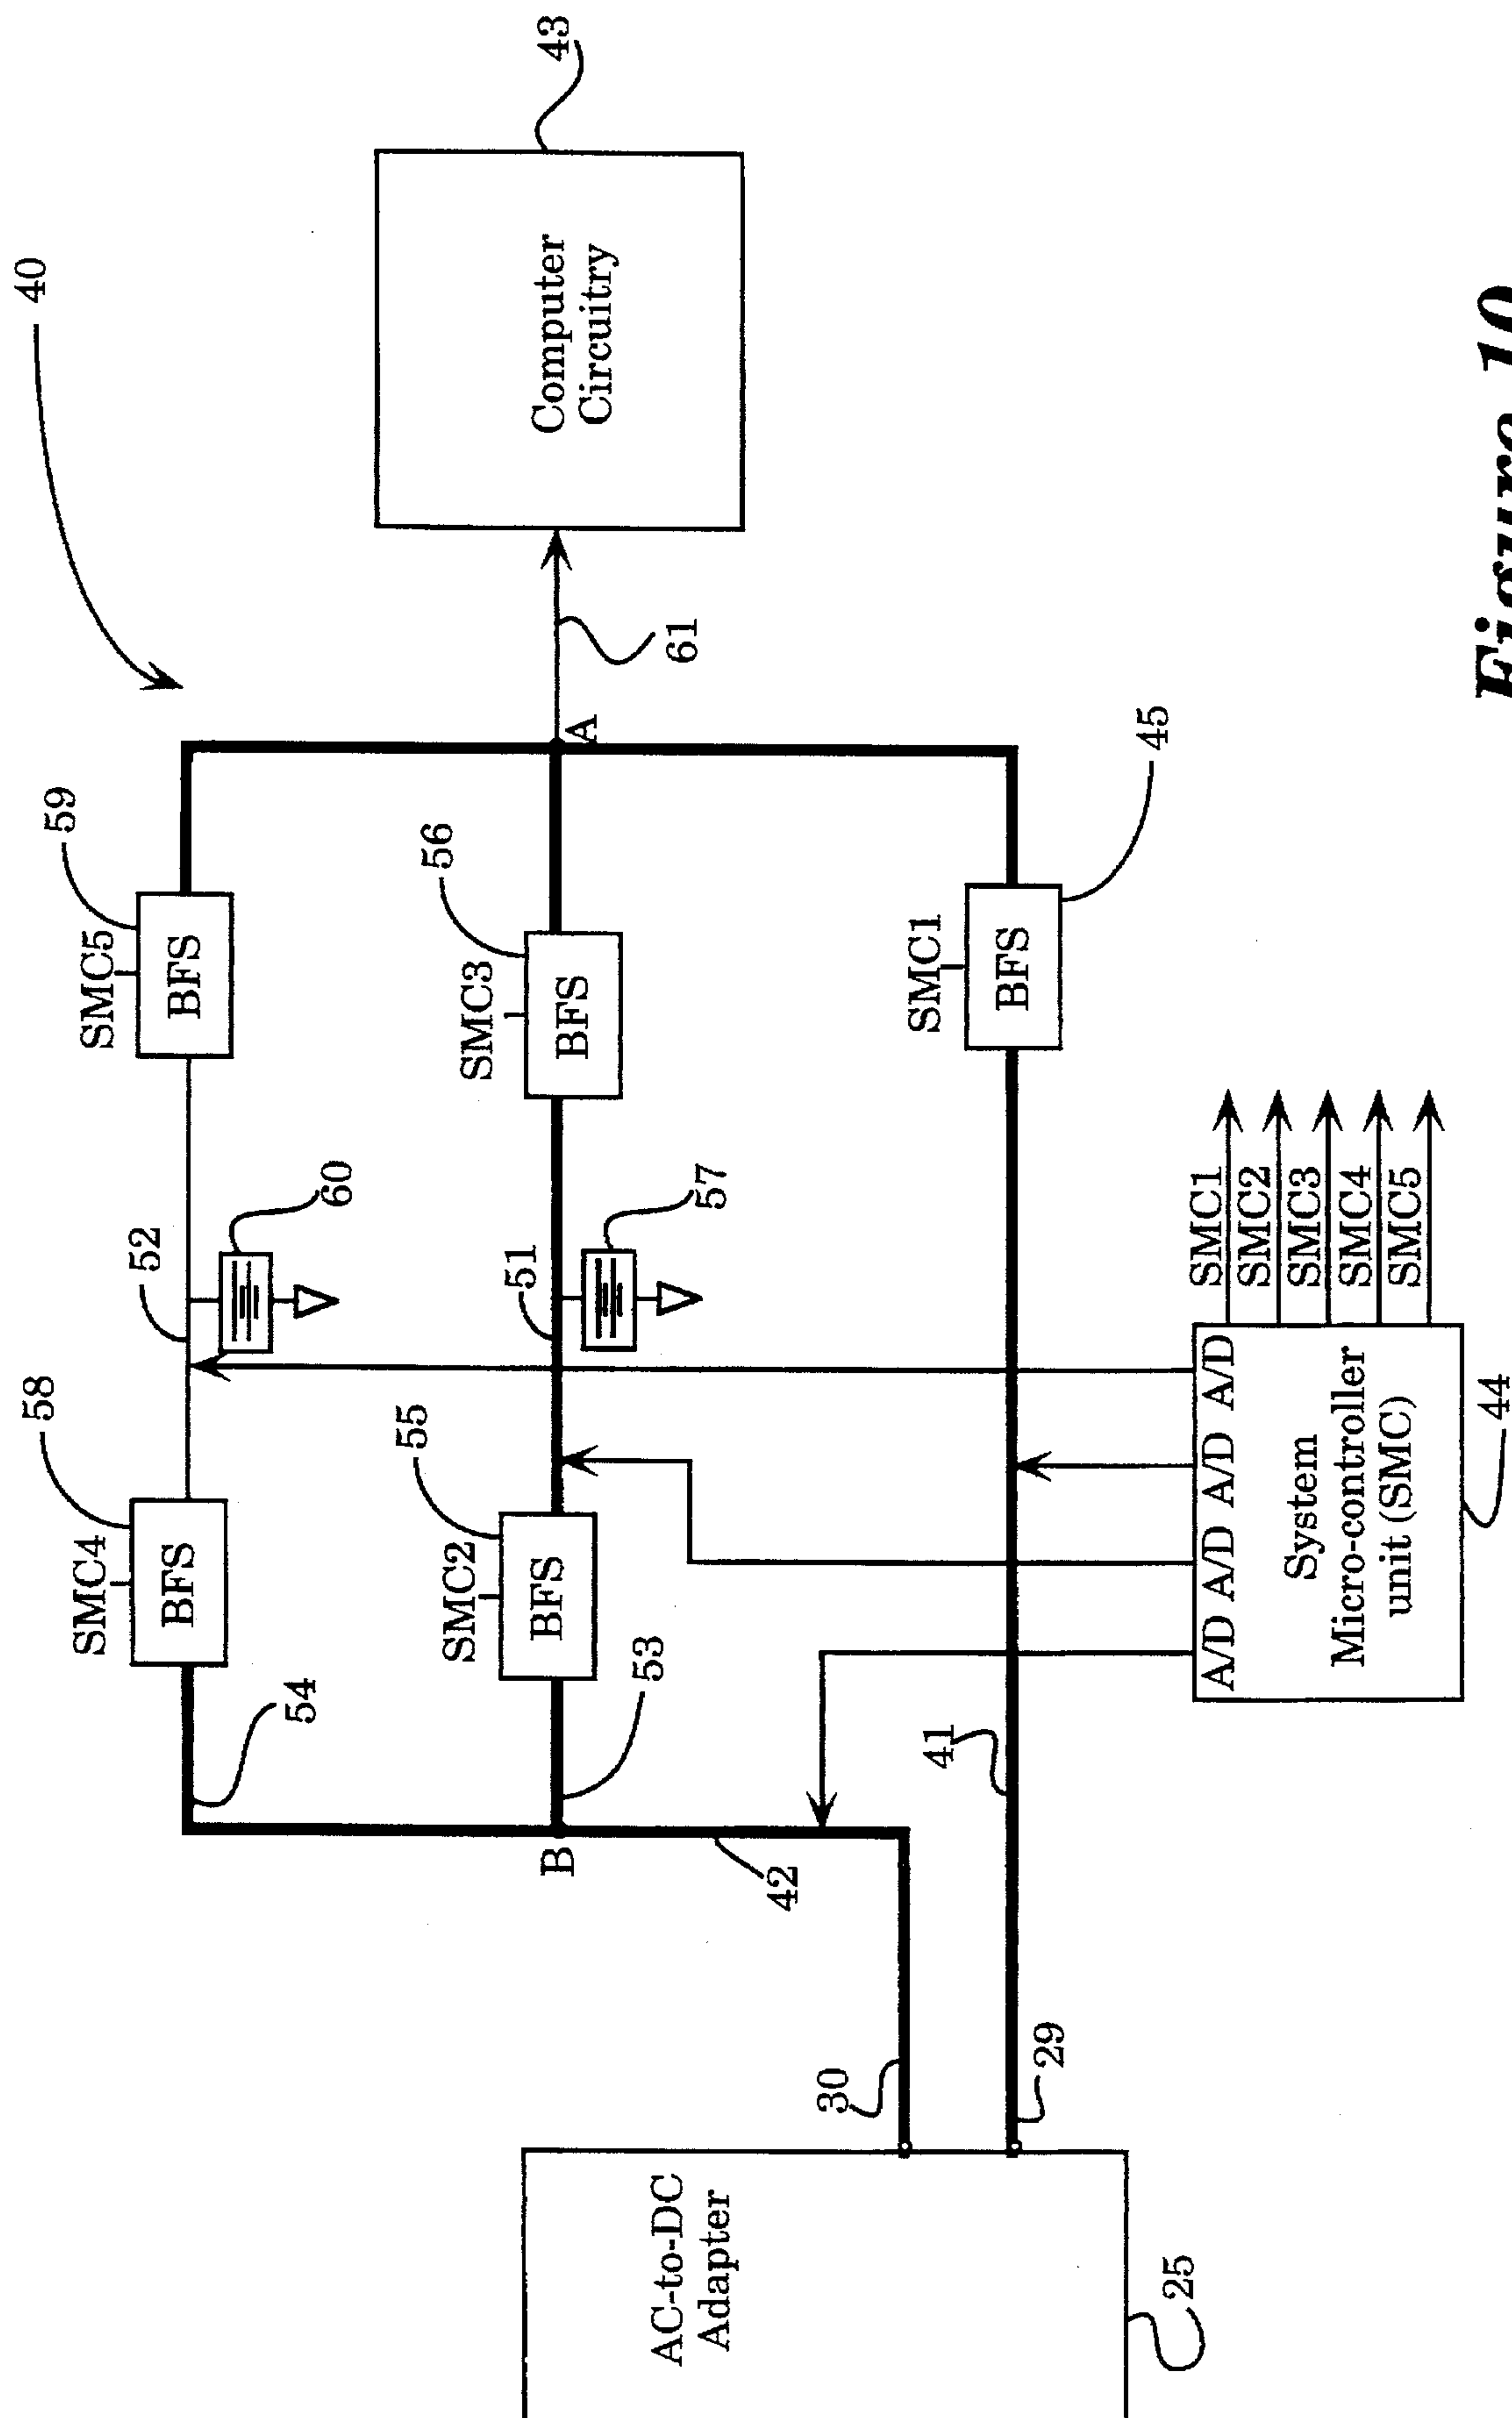 40
58
SMC4
BFS
54
52
60
59
SMC5
BFS
55
SMC2
BFS
53
B
51
57
56
SMC3
BFS
A
61
Computer
Circuitry
43
42
41
SMC1
BFS
45
AC-to-DC
Adapter
25
30
29
A/D A/D A/D A/D
System
Micro-controller
unit (SMC)
44
SMC1
SMC2
SMC3
SMC4
SMC5
Figure 10